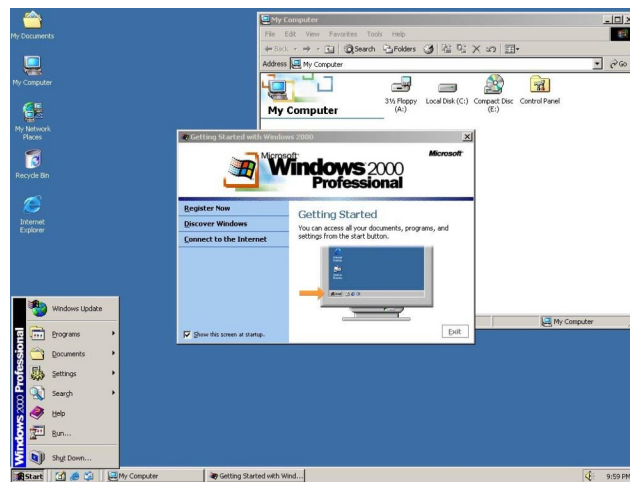 My Documents
My Computer
My Network
Places
Recycle Bin
Internet
Explorer
My Computer
File Edit View Favorites Tools Help
Back Search Folders
Address My Computer Go
My Computer
3½ Floppy
(A:)
Local Disk (C:)
Compact Disc
(E:)
Control Panel
My Computer
Getting Started with Windows 2000
Microsoft
Microsoft
Windows 2000
Professional
Register Now
Discover Windows
Connect to the Internet
Getting Started
You can access all your documents, programs, and
settings from the start button.
Show this screen at startup.
Exit
Windows 2000 Professional
Windows Update
Programs
Documents
Settings
Search
Help
Run...
Shut Down...
Start
My Computer
Getting Started with Wind...
9:59 PM